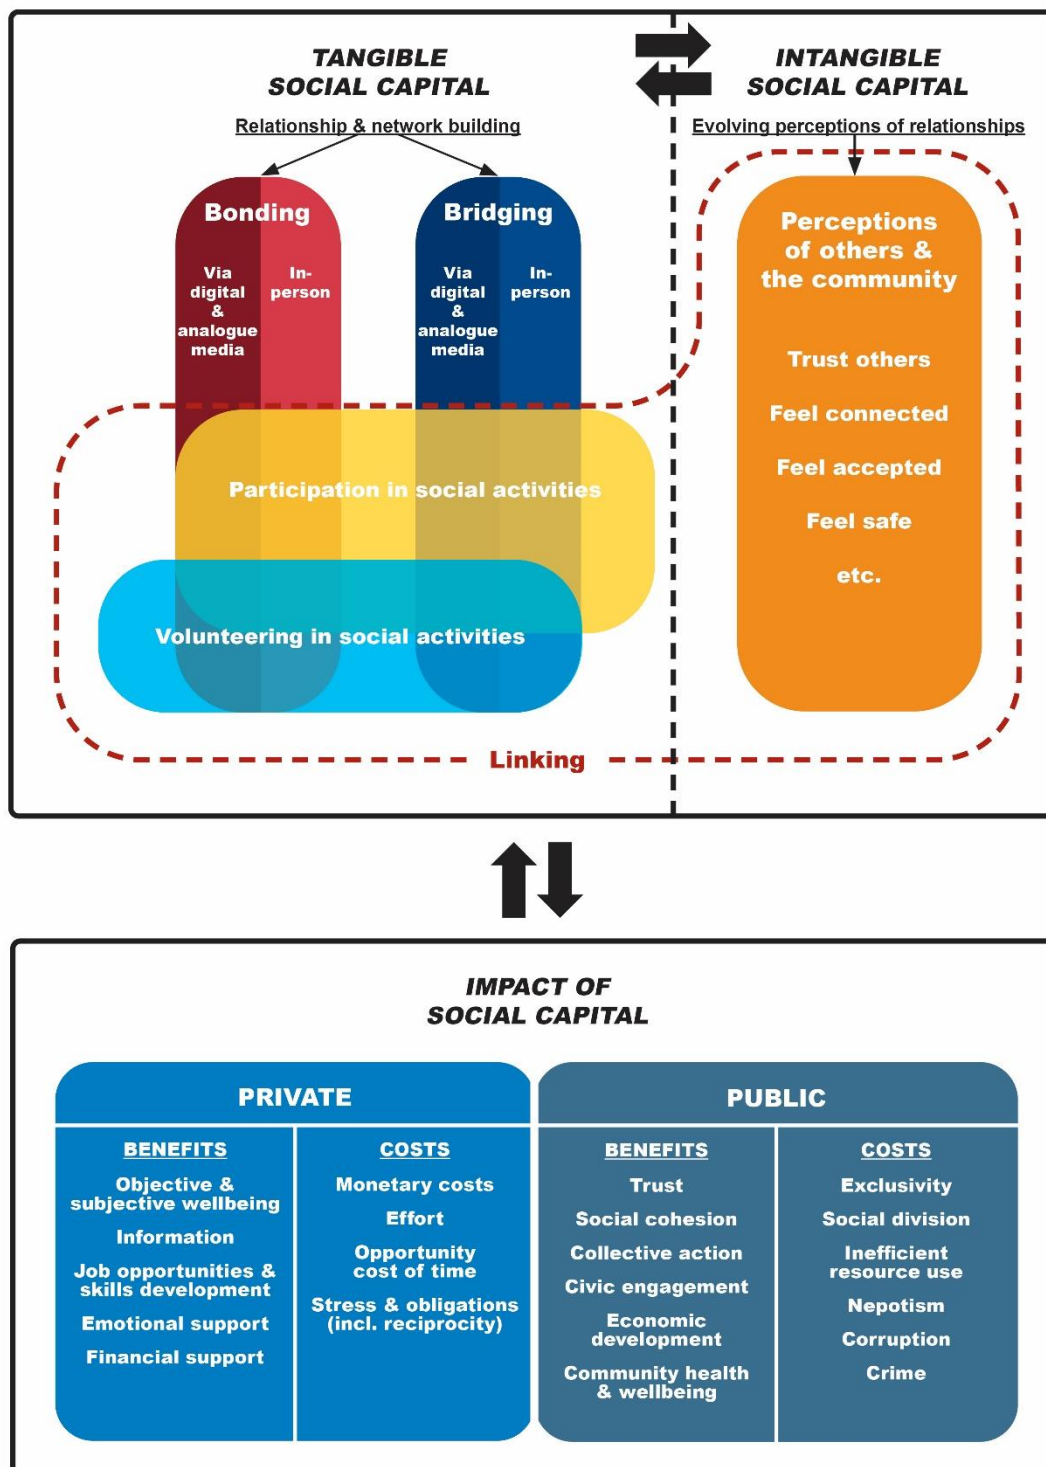 TANGIBLE
SOCIAL CAPITAL
Relationship & network building
INTANGIBLE
SOCIAL CAPITAL
Evolving perceptions of relationships
Bonding
Via
digital
&
analogue
media
In-
person
Bridging
Via
digital
&
analogue
media
In-
person
Participation in social activities
Volunteering in social activities
Perceptions
of others &
the community
Trust others
Feel connected
Feel accepted
Feel safe
etc.
Linking
IMPACT OF
SOCIAL CAPITAL
PRIVATE
BENEFITS
Objective &
subjective wellbeing
Information
Job opportunities &
skills development
Emotional support
Financial support
COSTS
Monetary costs
Effort
Opportunity
cost of time
Stress & obligations
(incl. reciprocity)
PUBLIC
BENEFITS
Trust
Social cohesion
Collective action
Civic engagement
Economic
development
Community health
& wellbeing
COSTS
Exclusivity
Social division
Inefficient
resource use
Nepotism
Corruption
Crime